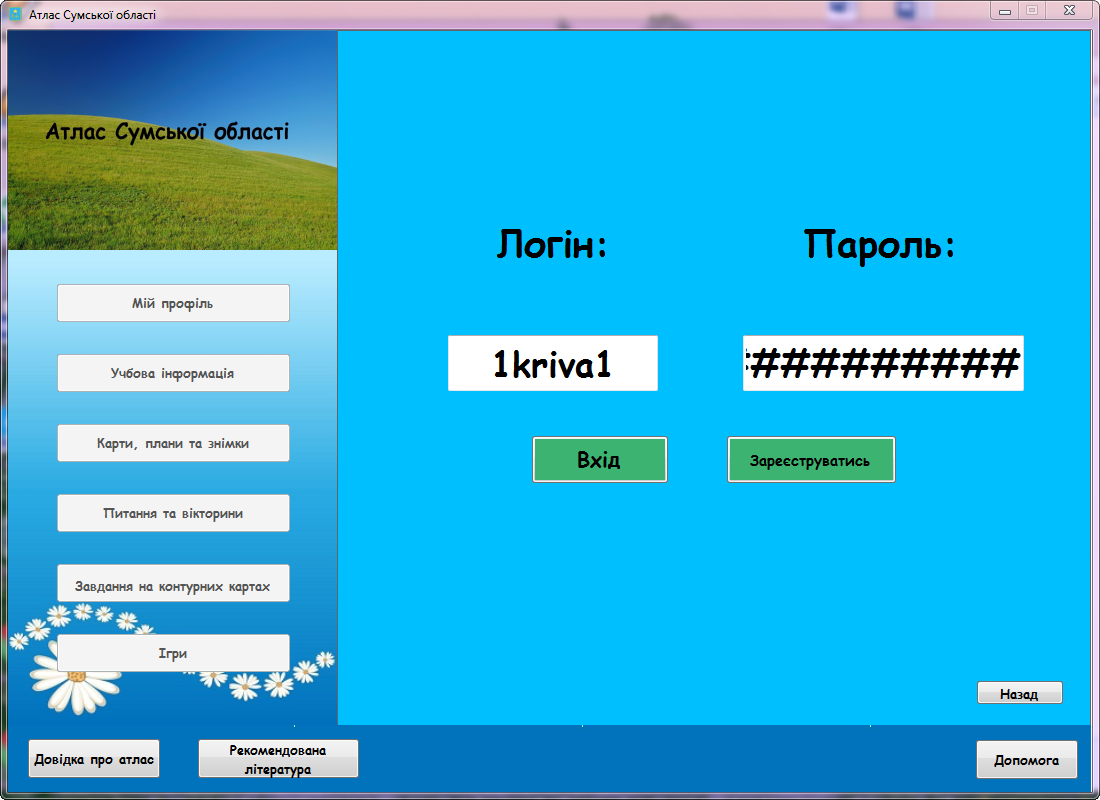 Атлас Сумської області
Атлас Сумської області
Логін:
Пароль:
Мій профіль
1kriva1
##########
Учбова інформація
Карти, плани та знімки
Вхід
Зареєструватись
Питання та вікторини
Завдання на контурних картах
Ігри
Назад
Довідка про атлас
Рекомендована
література
Допомога